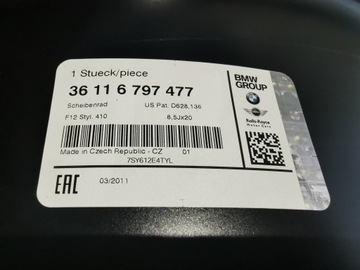 1 Stueck/piece
36 11 6 797 477
Scheibenrad US Pat. D628,136
F12 Styl. 410 8,5Jx20
Made in Czech Republic - CZ 01
7SY612E4TYL
EAC 03/2011
BMW
GROUP
Rolls-Royce
Motor Cars